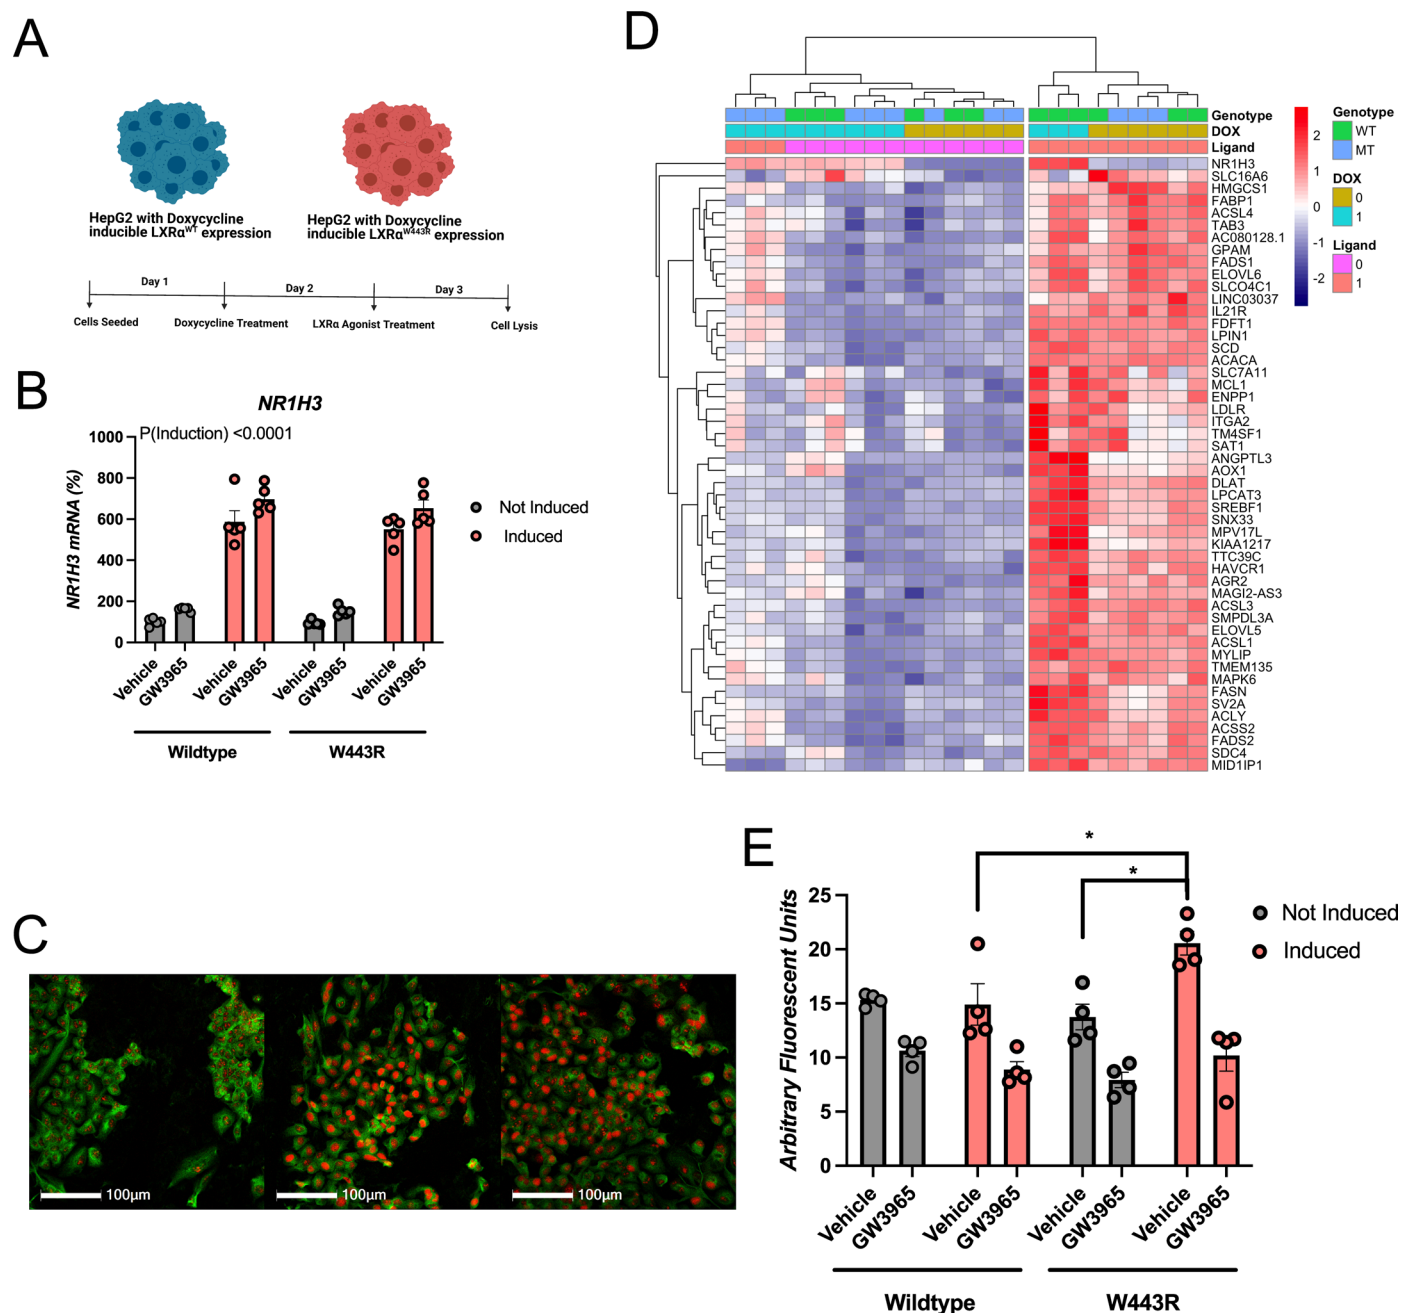 A
HepG2 with Doxycycline
inducible LXRαWT expression
HepG2 with Doxycycline
inducible LXRαW443R expression
Day 1
Day 2
Day 3
Cells Seeded
Doxycycline Treatment
LXRα Agonist Treatment
Cell Lysis
B
NR1H3
P(Induction) <0.0001
NR1H3 mRNA (%)
1000
800
600
400
200
0
Vehicle
GW3965
Vehicle
GW3965
Vehicle
GW3965
Vehicle
GW3965
Wildtype
W443R
Not Induced
Induced
C
100µm
100µm
100µm
D
Genotype
DOX
Ligand
NR1H3
SLC16A6
HMGCS1
FABP1
ACSL4
TAB3
AC080128.1
GPAM
FADS1
ELOVL6
SLCO4C1
LINC03037
IL21R
FDFT1
LPIN1
SCD
ACACA
SLC7A11
MCL1
ENPP1
LDLR
ITGA2
TM4SF1
SAT1
ANGPTL3
AOX1
DLAT
LPCAT3
SREBF1
SNX33
MPV17L
KIAA1217
TTC39C
HAVCR1
AGR2
MAGI2-AS3
ACSL3
SMPDL3A
ELOVL5
ACSL1
MYLIP
TMEM135
MAPK6
FASN
SV2A
ACLY
ACSS2
FADS2
SDC4
MID1IP1
2
1
0
-1
-2
Genotype
WT
MT
DOX
0
1
Ligand
0
1
E
*
*
Arbitrary Fluorescent Units
25
20
15
10
5
0
Vehicle
GW3965
Vehicle
GW3965
Vehicle
GW3965
Vehicle
GW3965
Wildtype
W443R
Not Induced
Induced